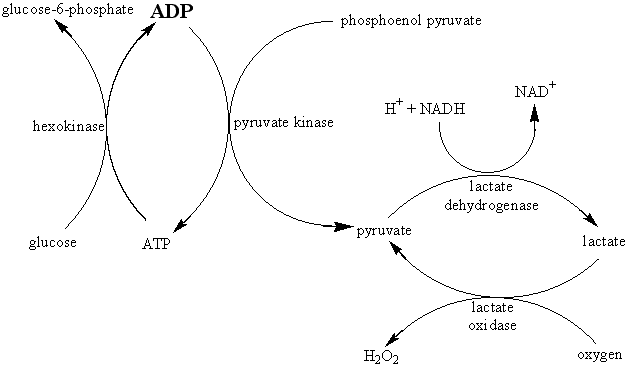 glucose-6-phosphate
ADP
phosphoenol pyruvate
H+ + NADH
NAD+
hexokinase
pyruvate kinase
lactate
dehydrogenase
glucose
ATP
pyruvate
lactate
lactate
oxidase
H2O2
oxygen